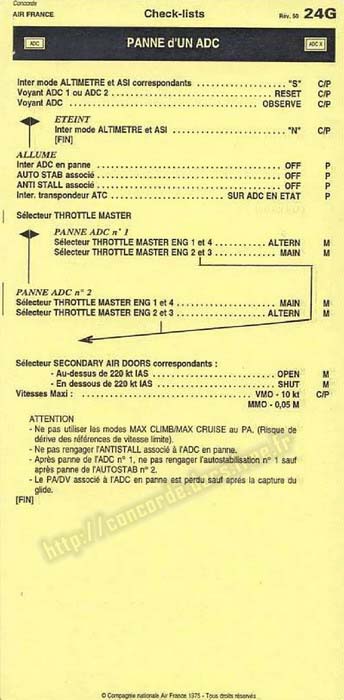 Concorde
AIR FRANCE Check-lists Rév. 50 24G
ADC PANNE d'UN ADC ADC X
Inter mode ALTIMETRE et ASI correspondants "S" C/P
Voyant ADC 1 ou ADC 2 RESET C/P
Voyant ADC OBSERVE C/P
ETEINT
Inter mode ALTIMETRE et ASI "N" C/P
[FIN]
ALLUME
Inter ADC en panne OFF P
AUTO STAB associé OFF P
ANTI STALL associé OFF P
Inter. transpondeur ATC SUR ADC EN ETAT P
Sélecteur THROTTLE MASTER
PANNE ADC n° 1
Sélecteur THROTTLE MASTER ENG 1 et 4 ALTERN M
Sélecteur THROTTLE MASTER ENG 2 et 3 MAIN M
PANNE ADC n° 2
Sélecteur THROTTLE MASTER ENG 1 et 4 MAIN M
Sélecteur THROTTLE MASTER ENG 2 et 3 ALTERN M
Sélecteur SECONDARY AIR DOORS correspondants :
- Au-dessus de 220 kt IAS OPEN M
- En dessous de 220 kt IAS SHUT M
Vitesses Maxi : VMO - 10 kt C/P
MMO - 0,05 M
ATTENTION
- Ne pas utiliser les modes MAX CLIMB/MAX CRUISE au PA. (Risque de
dérive des références de vitesse limite).
- Ne pas rengager l'ANTISTALL associé à l'ADC en panne.
- Après panne de l'ADC n° 1, ne pas rengager l'autostabilisation n° 1 sauf
après panne de l'AUTOSTAB n° 2.
- Le PA/DV associé à l'ADC en panne est perdu sauf après la capture du
glide.
[FIN]
© Compagnie nationale Air France 1975 - Tous droits réservés